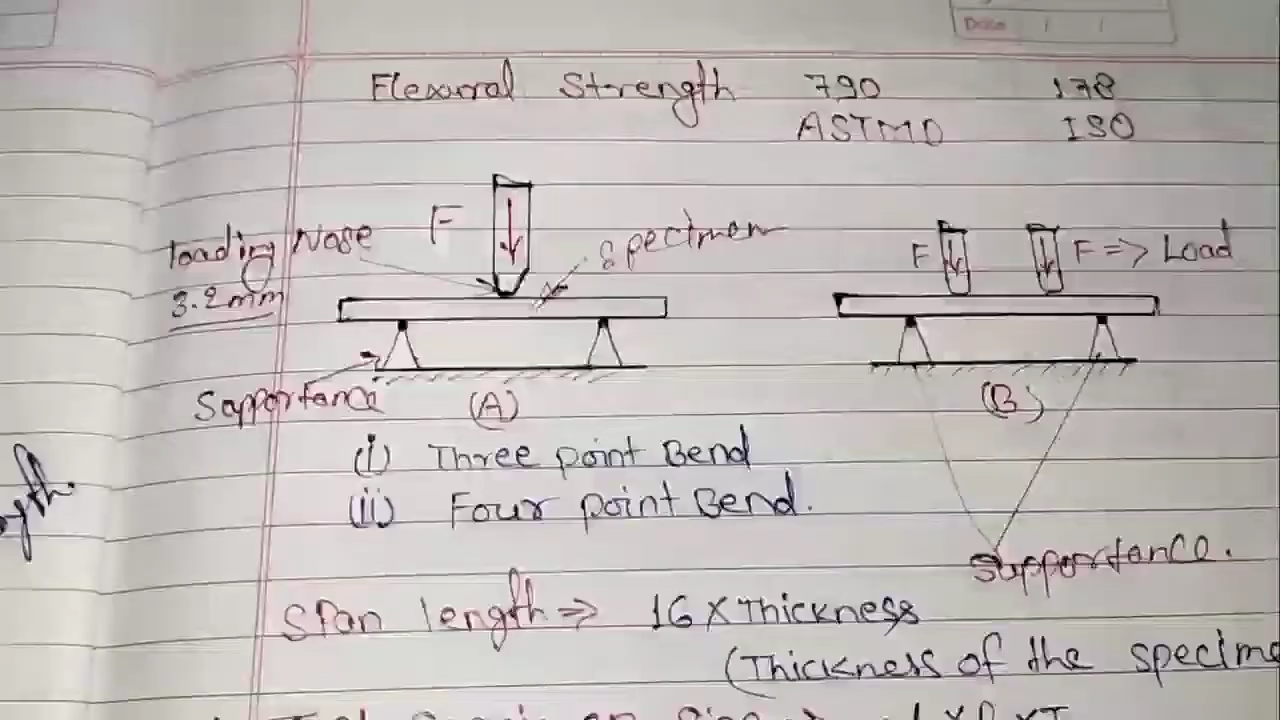 Date
Flexural Strength 790 178
ASTMD ISO
F
Loading Nose
3.2mm
Specimen
F F => Load
Supportance
(A) (B)
(i) Three point Bend
(ii) Four point Bend.
Supportance.
Span length => 16 X Thickness
(Thickness of the specime